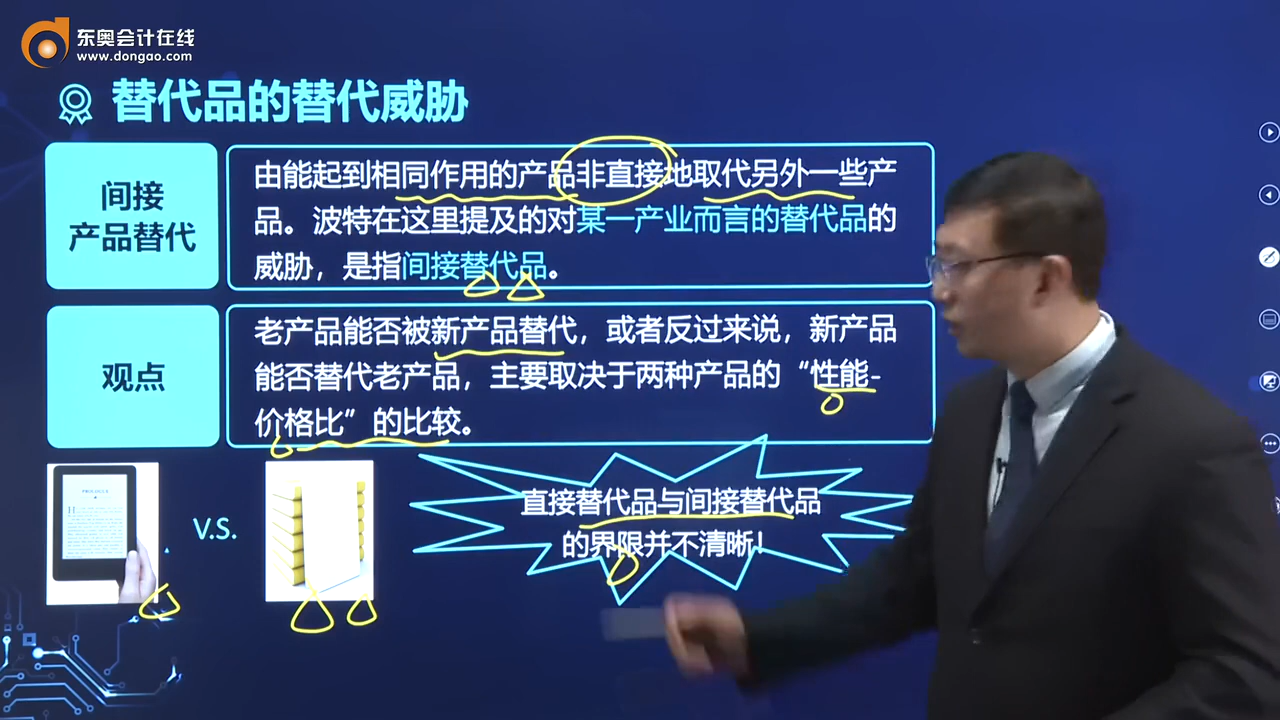 东奥会计在线
www.dongao.com
替代品的替代威胁
间接
产品替代
由能起到相同作用的产品非直接地取代另外一些产
品。波特在这里提及的对某一产业而言的替代品的
威胁，是指间接替代品。
观点
老产品能否被新产品替代，或者反过来说，新产品
能否替代老产品，主要取决于两种产品的“性能-
价格比”的比较。
V.S.
直接替代品与间接替代品
的界限并不清晰！